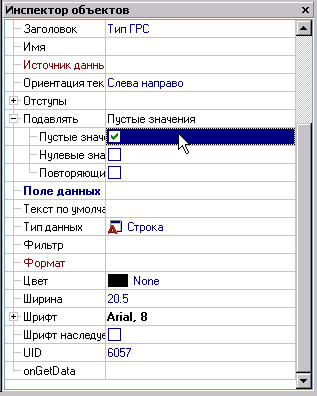 Инспектор объектов
Заголовок Тип ГРС
Имя
Источник данны
Ориентация тек Слева направо
Отступы
Подавлять Пустые значения
Пустые значе
Нулевые зна
Повторяющи
Поле данных
Текст по умолча
Тип данных Строка
Фильтр
Формат
Цвет None
Ширина 20.5
Шрифт Arial, 8
Шрифт наследуе
UID 6057
onGetData